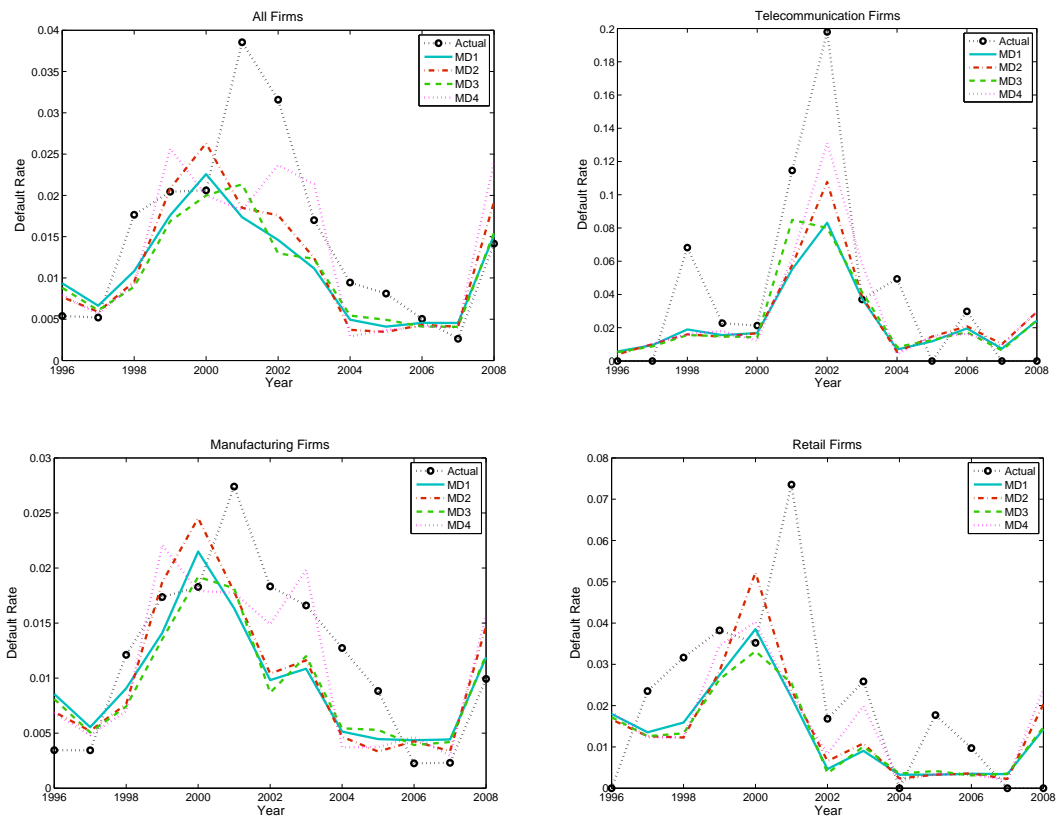 All Firms
0.04
0.035
0.03
0.025
0.02
0.015
0.01
0.005
0
Default Rate
1996 1998 2000 2002 2004 2006 2008
Year
Actual
MD1
MD2
MD3
MD4
Telecommunication Firms
0.2
0.18
0.16
0.14
0.12
0.1
0.08
0.06
0.04
0.02
0
Default Rate
1996 1998 2000 2002 2004 2006 2008
Year
Actual
MD1
MD2
MD3
MD4
Manufacturing Firms
0.03
0.025
0.02
0.015
0.01
0.005
0
Default Rate
1996 1998 2000 2002 2004 2006 2008
Year
Actual
MD1
MD2
MD3
MD4
Retail Firms
0.08
0.07
0.06
0.05
0.04
0.03
0.02
0.01
0
Default Rate
1996 1998 2000 2002 2004 2006 2008
Year
Actual
MD1
MD2
MD3
MD4